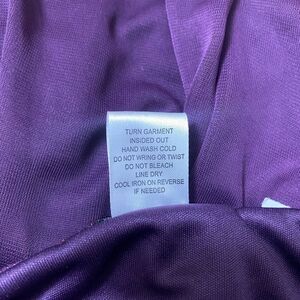 TURN GARMENT
INSIDED OUT
HAND WASH COLD
DO NOT WRING OR TWIST
DO NOT BLEACH
LINE DRY
COOL IRON ON REVERSE
IF NEEDED